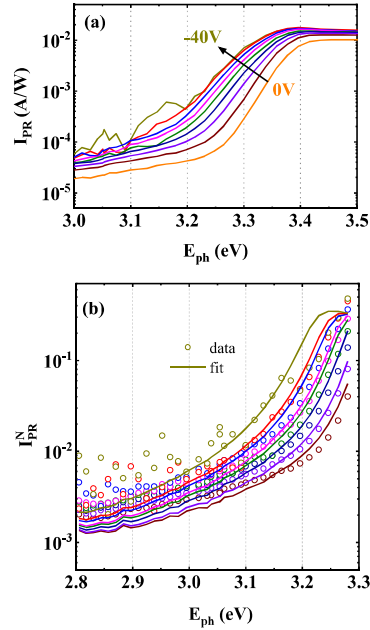 (a)
-40V
0V
I_PR (A/W)
10^-2
10^-3
10^-4
10^-5
3.0 3.1 3.2 3.3 3.4 3.5
E_ph (eV)
(b)
data
fit
I^N_PR
10^-1
10^-2
10^-3
2.8 2.9 3.0 3.1 3.2 3.3
E_ph (eV)